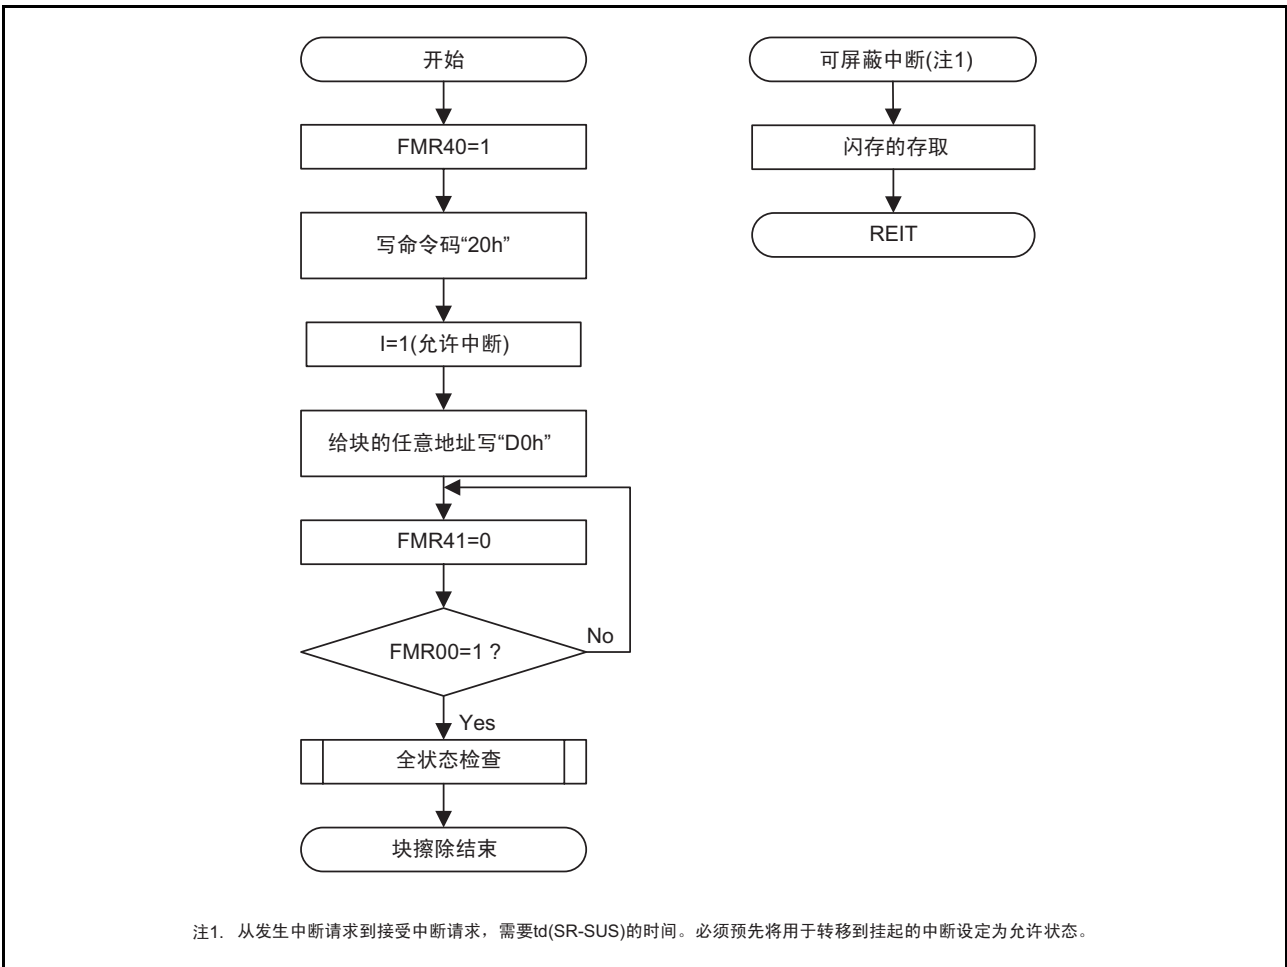 开始
FMR40=1
写命令码“20h”
I=1(允许中断)
给块的任意地址写“D0h”
FMR41=0
FMR00=1 ?
No
Yes
全状态检查
块擦除结束
可屏蔽中断(注1)
闪存的存取
REIT
注1. 从发生中断请求到接受中断请求，需要td(SR-SUS)的时间。必须预先将用于转移到挂起的中断设定为允许状态。